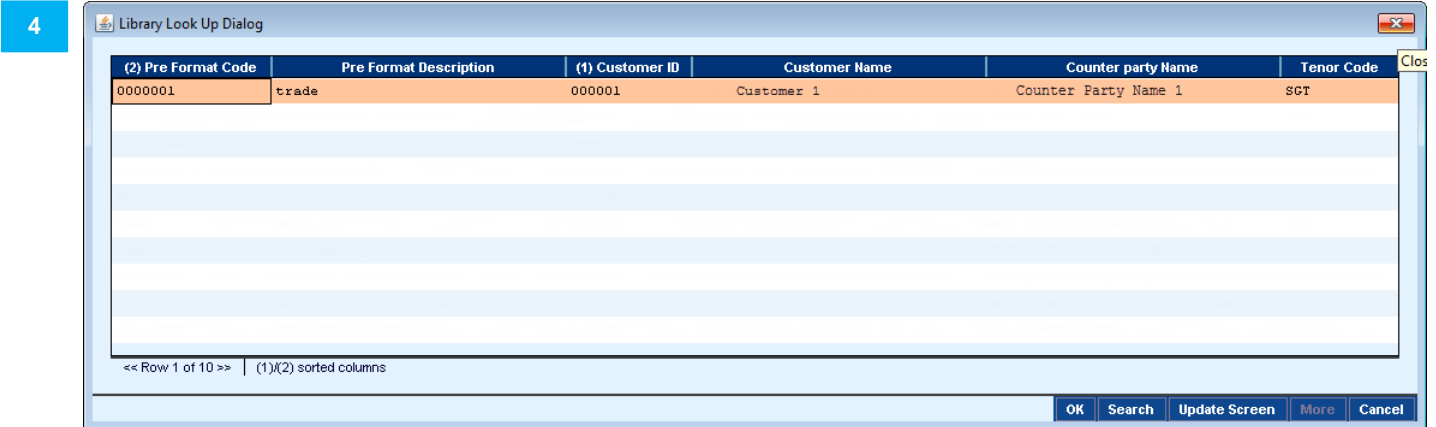 4
Library Look Up Dialog
Clos
(2) Pre Format Code Pre Format Description (1) Customer ID Customer Name Counter party Name Tenor Code
0000001 trade 000001 Customer 1 Counter Party Name 1 SGT
<< Row 1 of 10 >> (1)/(2) sorted columns
OK Search Update Screen More Cancel